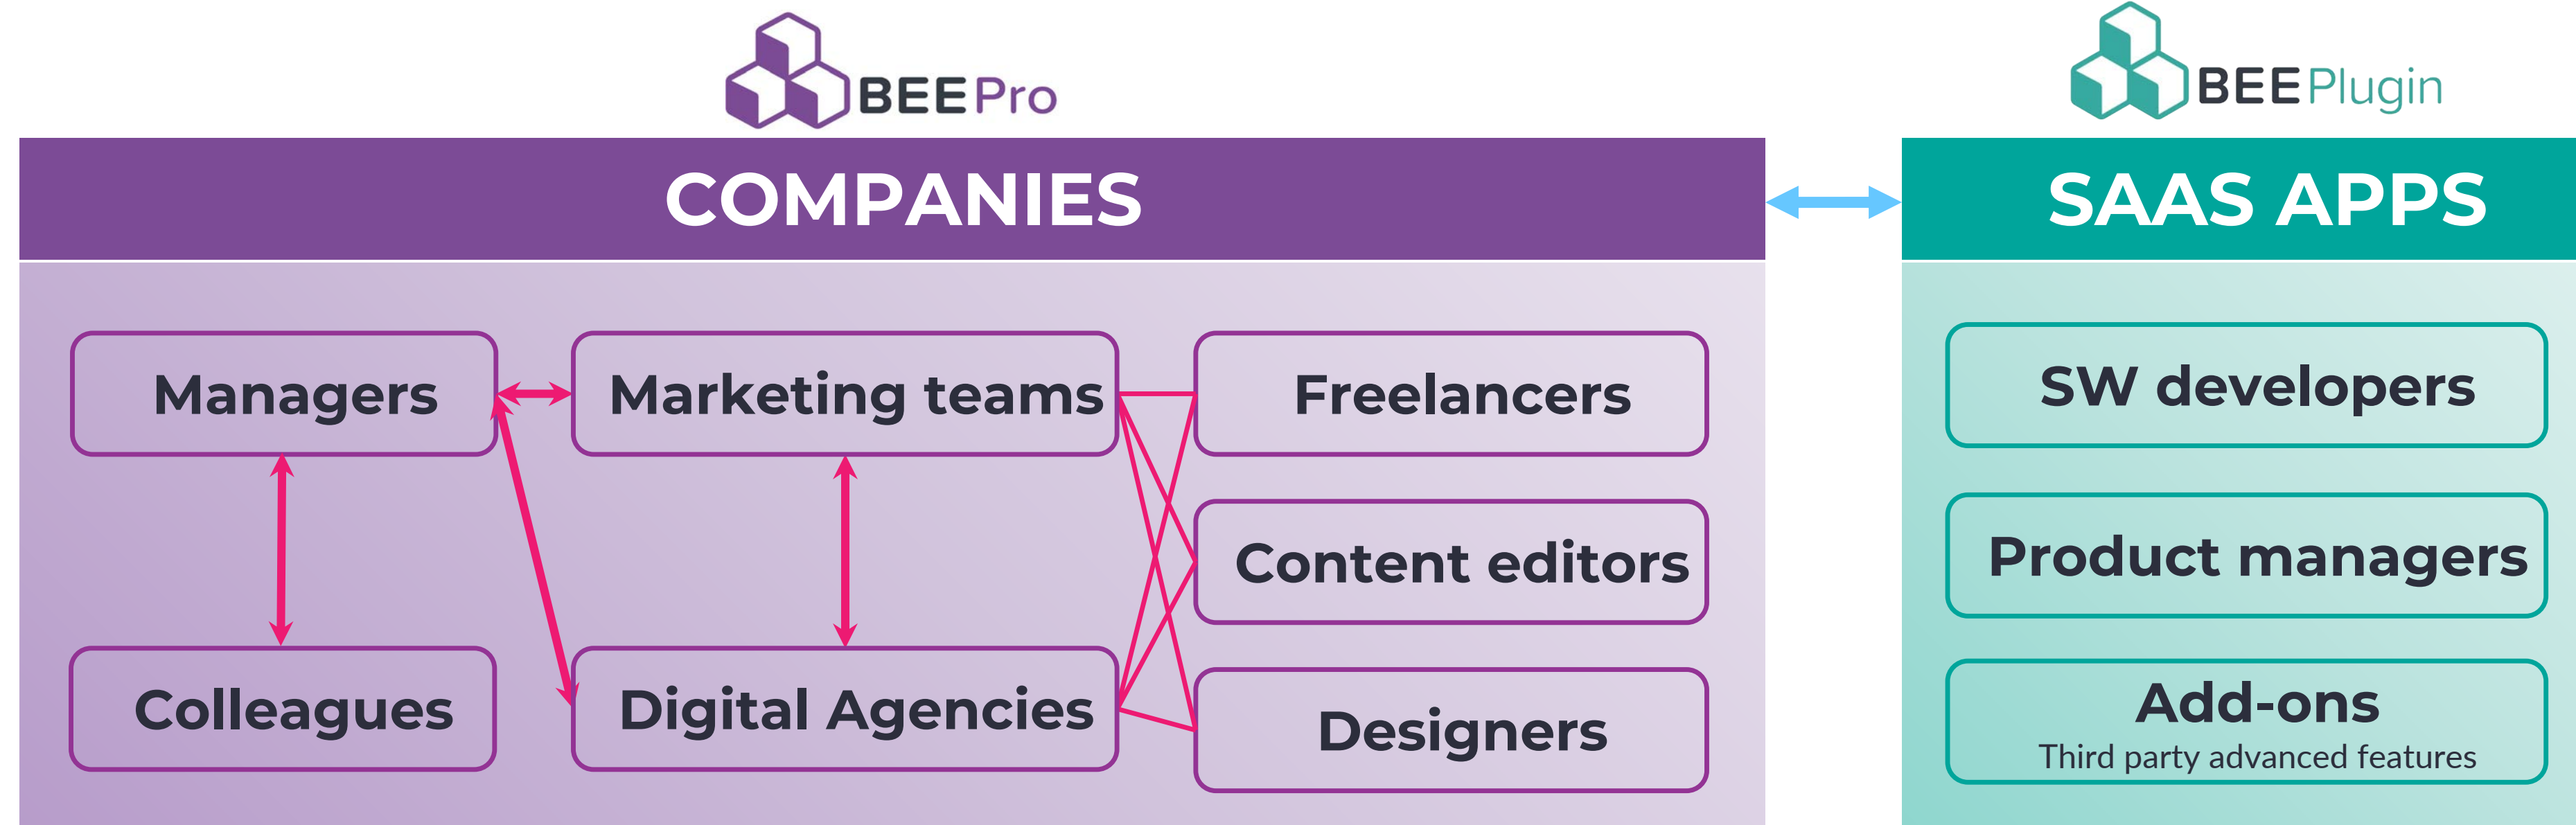 BEEPro
BEEPlugin
COMPANIES
SAAS APPS
Managers
Marketing teams
Freelancers
Content editors
Colleagues
Digital Agencies
Designers
SW developers
Product managers
Add-ons
Third party advanced features